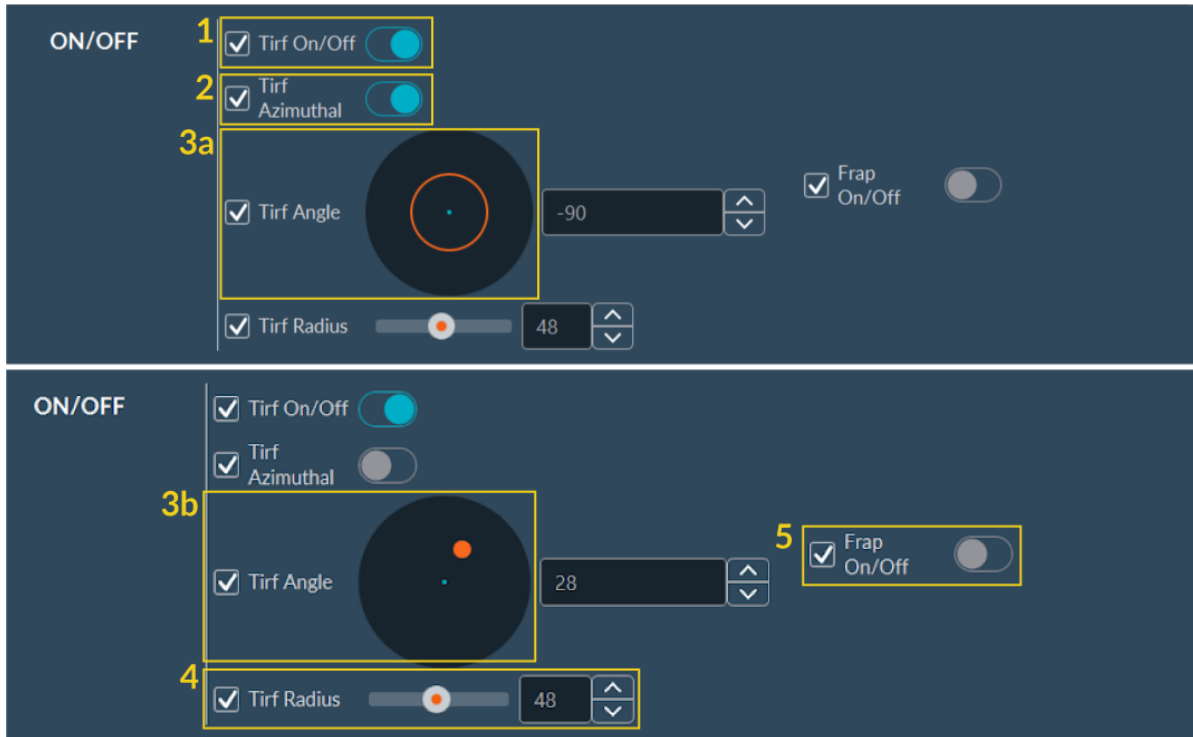 ON/OFF
1
Tirf On/Off
2
Tirf
Azimuthal
3a
Tirf Angle
-90
Frap
On/Off
Tirf Radius
48
ON/OFF
Tirf On/Off
Tirf
Azimuthal
3b
Tirf Angle
28
5
Frap
On/Off
4
Tirf Radius
48